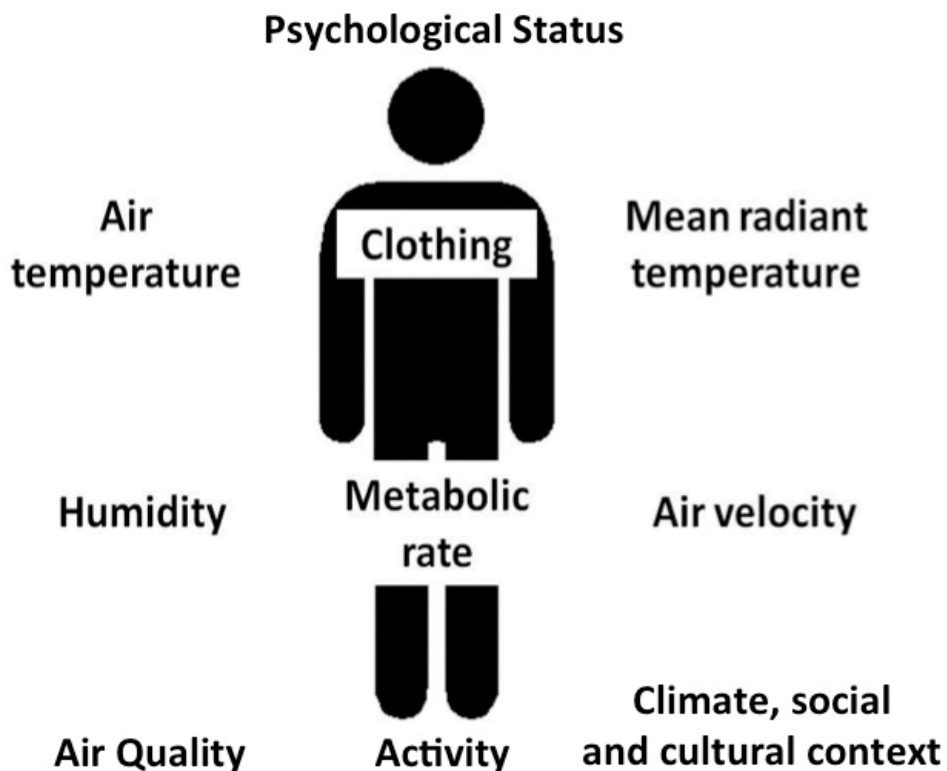 Psychological Status
Air
temperature
Clothing
Mean radiant
temperature
Humidity
Metabolic
rate
Air velocity
Air Quality
Activity
Climate, social
and cultural context